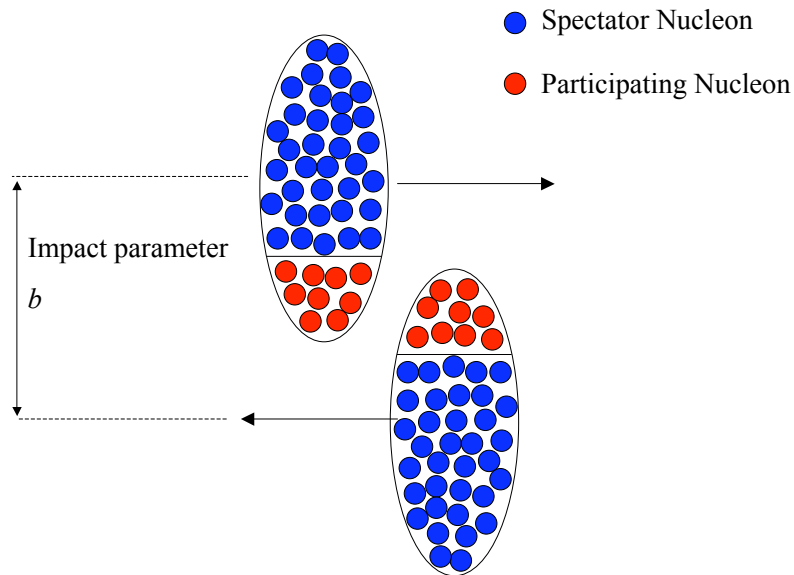 Spectator Nucleon
Participating Nucleon
Impact parameter
b